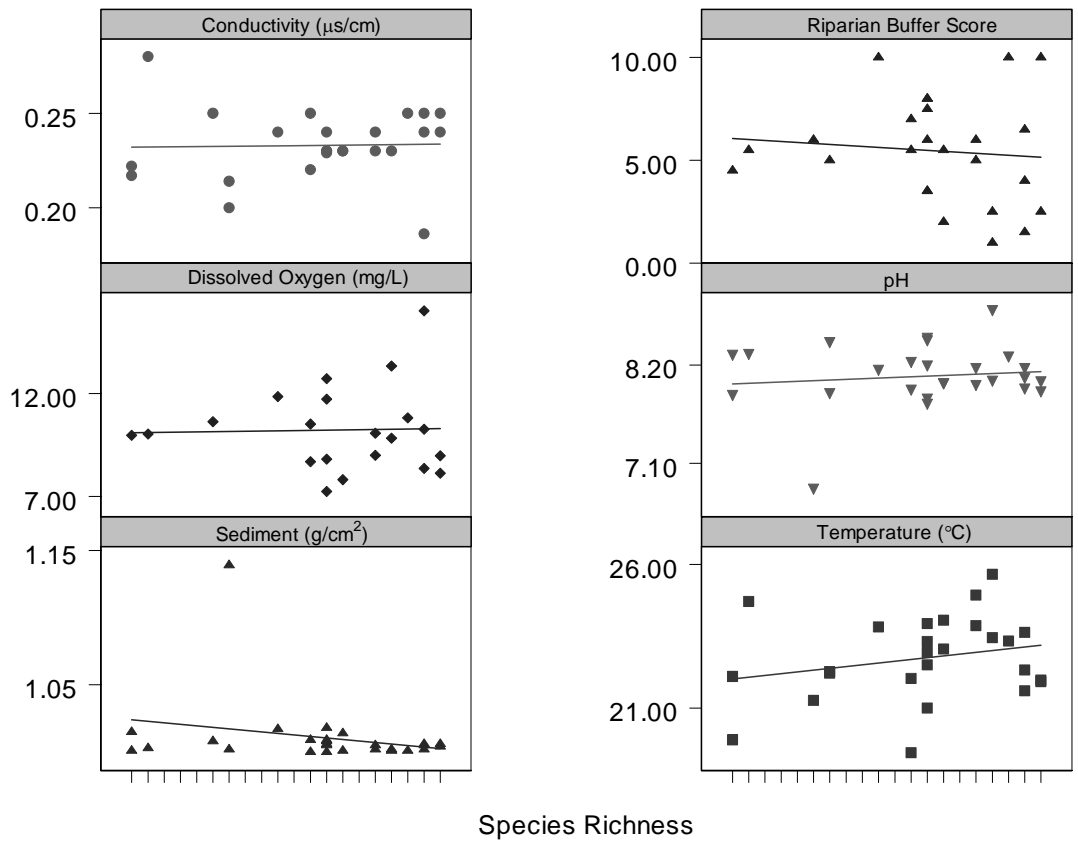 Conductivity (μs/cm)
0.25
0.20
Dissolved Oxygen (mg/L)
12.00
7.00
Sediment (g/cm²)
1.15
1.05
Riparian Buffer Score
10.00
5.00
0.00
pH
8.20
7.10
Temperature (°C)
26.00
21.00
Species Richness